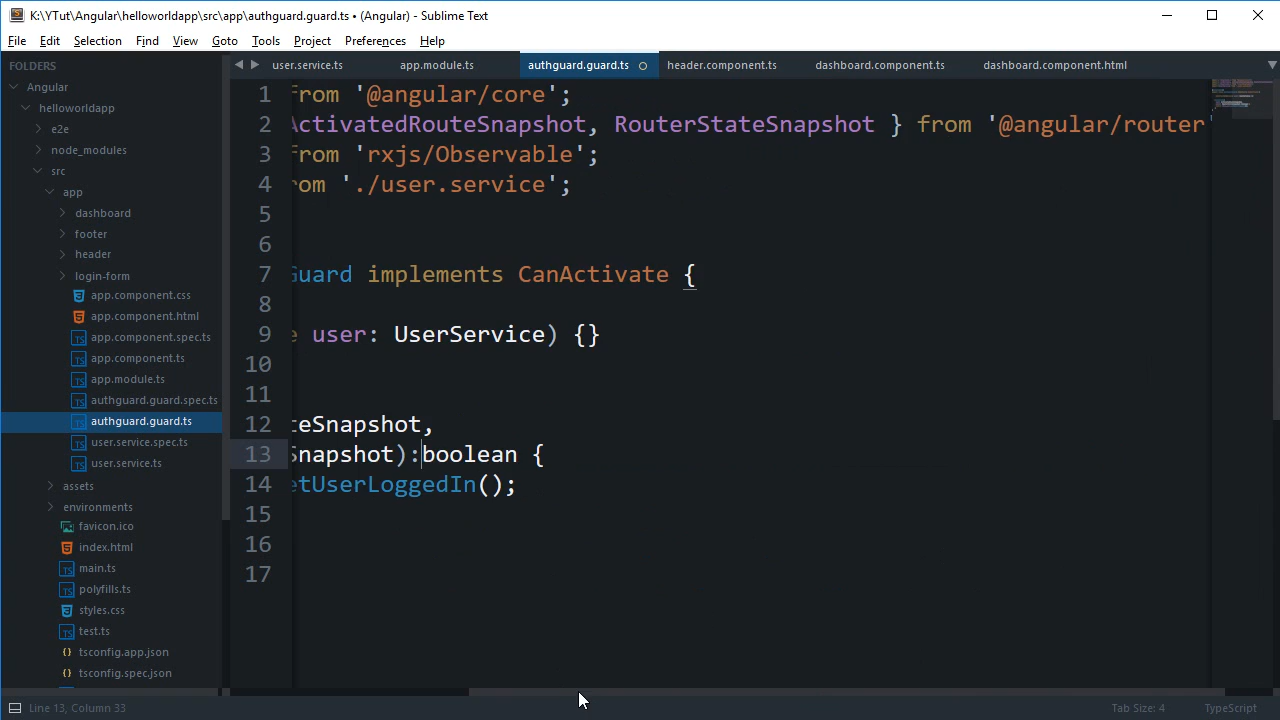 K:\YTut\Angular\helloworldapp\src\app\authguard.guard.ts • (Angular) - Sublime Text
File Edit Selection Find View Goto Tools Project Preferences Help
FOLDERS
Angular
helloworldapp
e2e
node_modules
src
app
dashboard
footer
header
login-form
app.component.css
app.component.html
app.component.spec.ts
app.component.ts
app.module.ts
authguard.guard.spec.ts
authguard.guard.ts
user.service.spec.ts
user.service.ts
assets
environments
favicon.ico
index.html
main.ts
polyfills.ts
styles.css
test.ts
tsconfig.app.json
tsconfig.spec.json
user.service.ts app.module.ts authguard.guard.ts header.component.ts dashboard.component.ts dashboard.component.html
1 from '@angular/core';
2 ActivatedRouteSnapshot, RouterStateSnapshot } from '@angular/router'
3 from 'rxjs/Observable';
4 rom './user.service';
5
6
7 Guard implements CanActivate {
8
9 e user: UserService) {}
10
11
12 teSnapshot,
13 Snapshot):boolean {
14 etUserLoggedIn();
15
16
17
Line 13, Column 33 Tab Size: 4 TypeScript